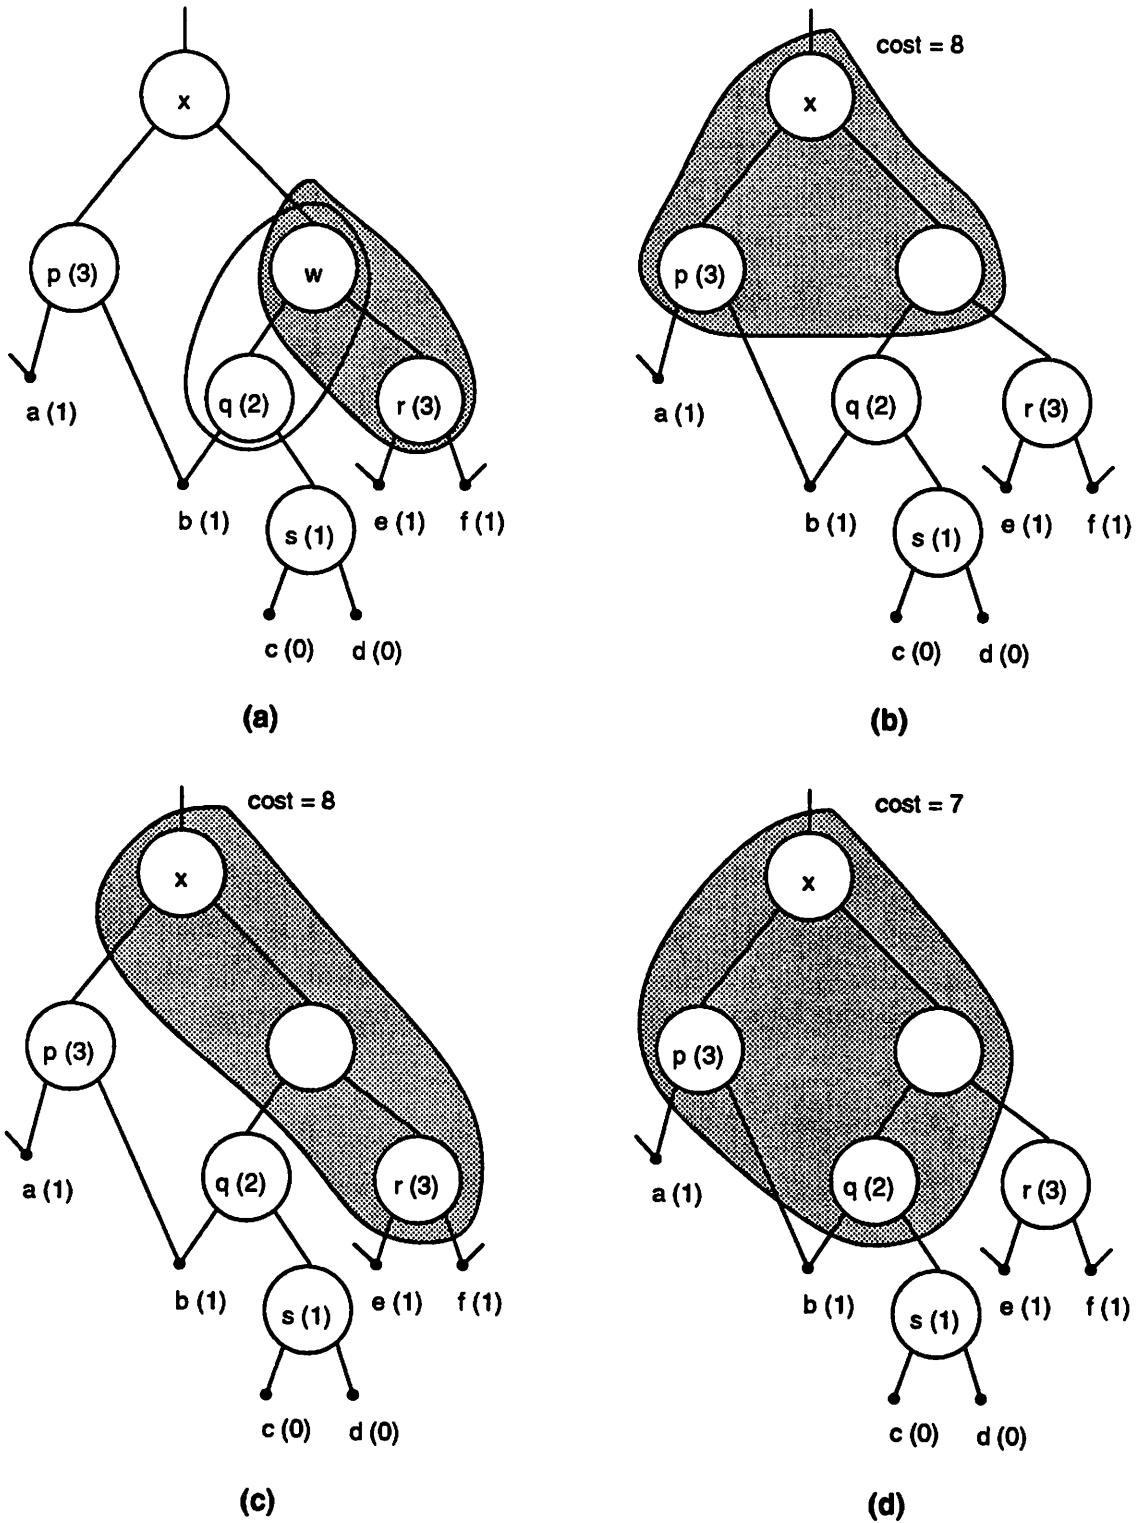 x
p (3)
w
a (1)
q (2)
r (3)
b (1)
s (1)
e (1)
f (1)
c (0)
d (0)
(a)
cost = 8
x
p (3)
a (1)
q (2)
r (3)
b (1)
s (1)
e (1)
f (1)
c (0)
d (0)
(b)
cost = 8
x
p (3)
a (1)
q (2)
r (3)
b (1)
s (1)
e (1)
f (1)
c (0)
d (0)
(c)
cost = 7
x
p (3)
a (1)
q (2)
r (3)
b (1)
s (1)
e (1)
f (1)
c (0)
d (0)
(d)